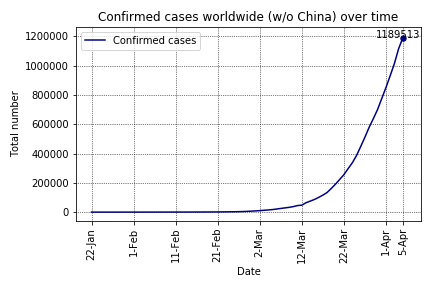 Confirmed cases worldwide (w/o China) over time
1189513
Confirmed cases
1200000
1000000
800000
600000
400000
200000
0
Total number
22-Jan
1-Feb
11-Feb
21-Feb
2-Mar
12-Mar
22-Mar
1-Apr
5-Apr
Date